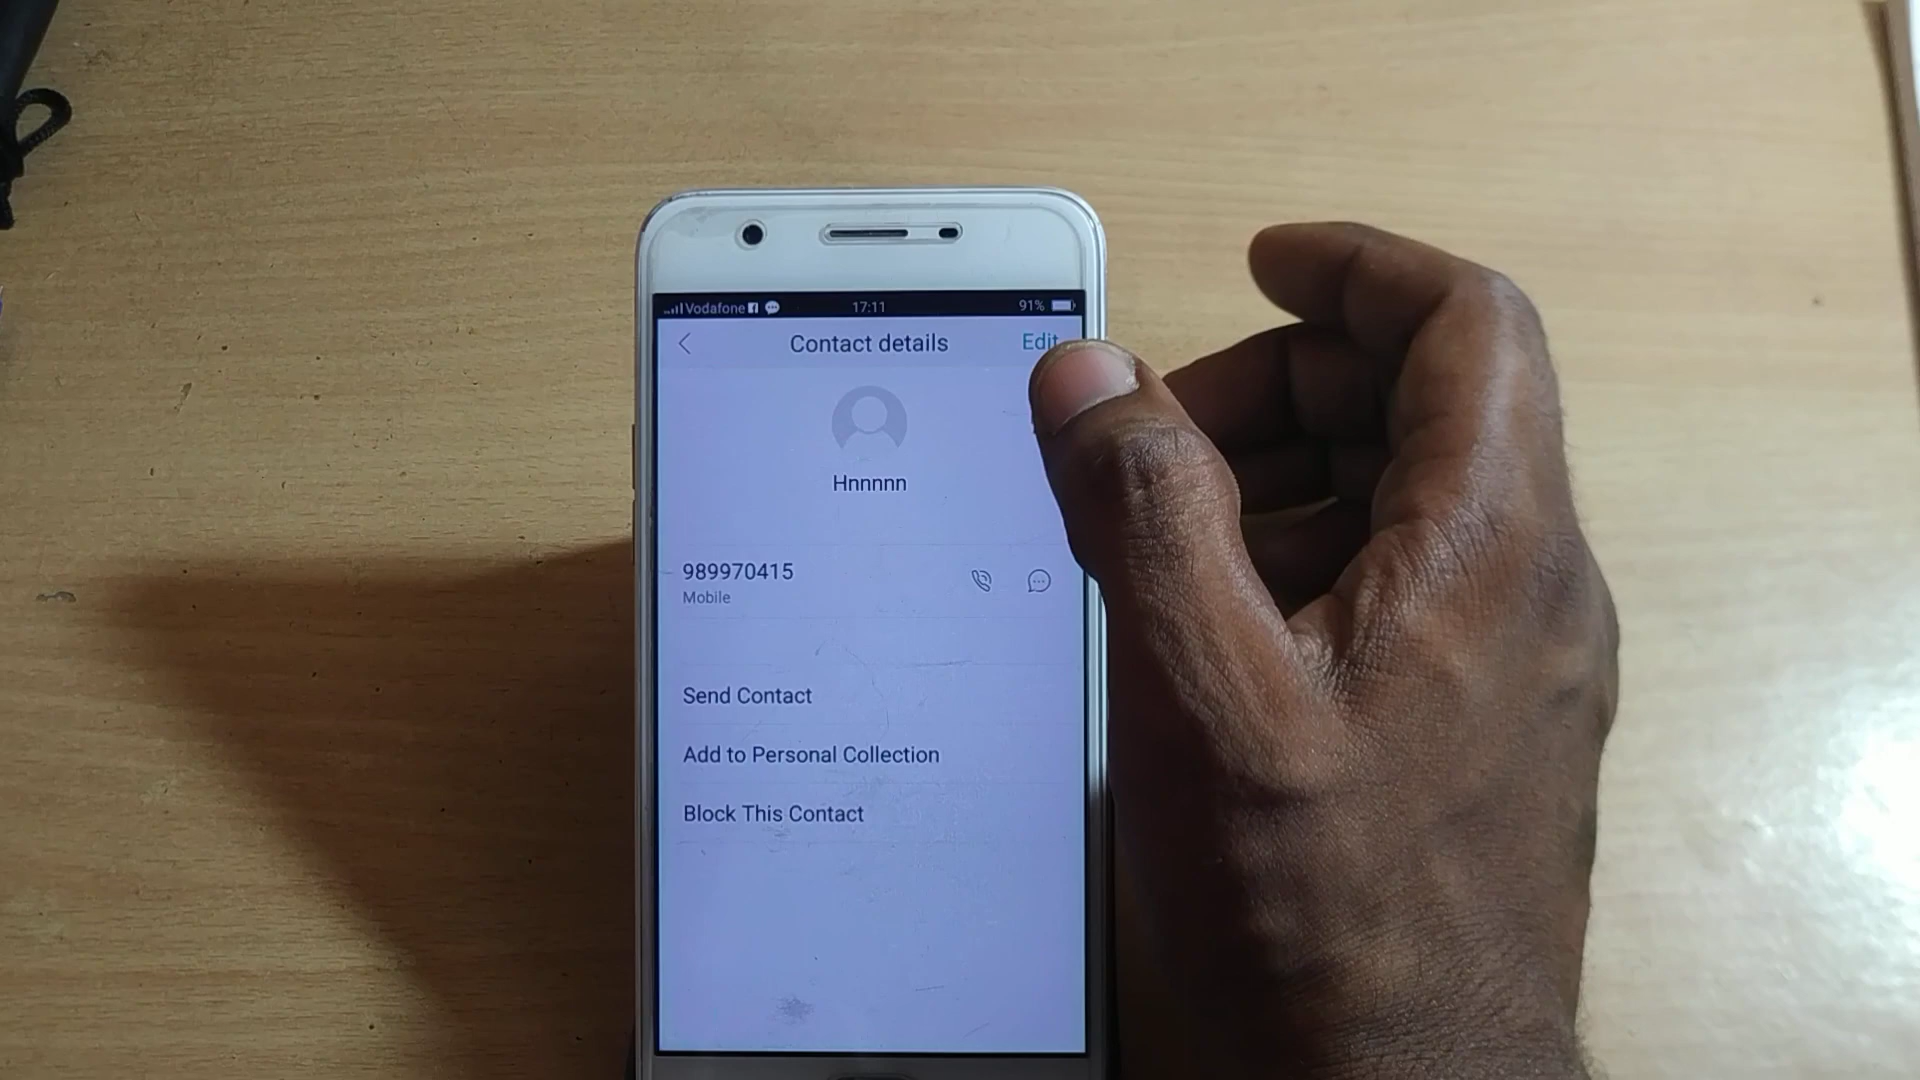 Vodafone 17:11 91%
Contact details Edit
Hnnnnn
989970415
Mobile
Send Contact
Add to Personal Collection
Block This Contact